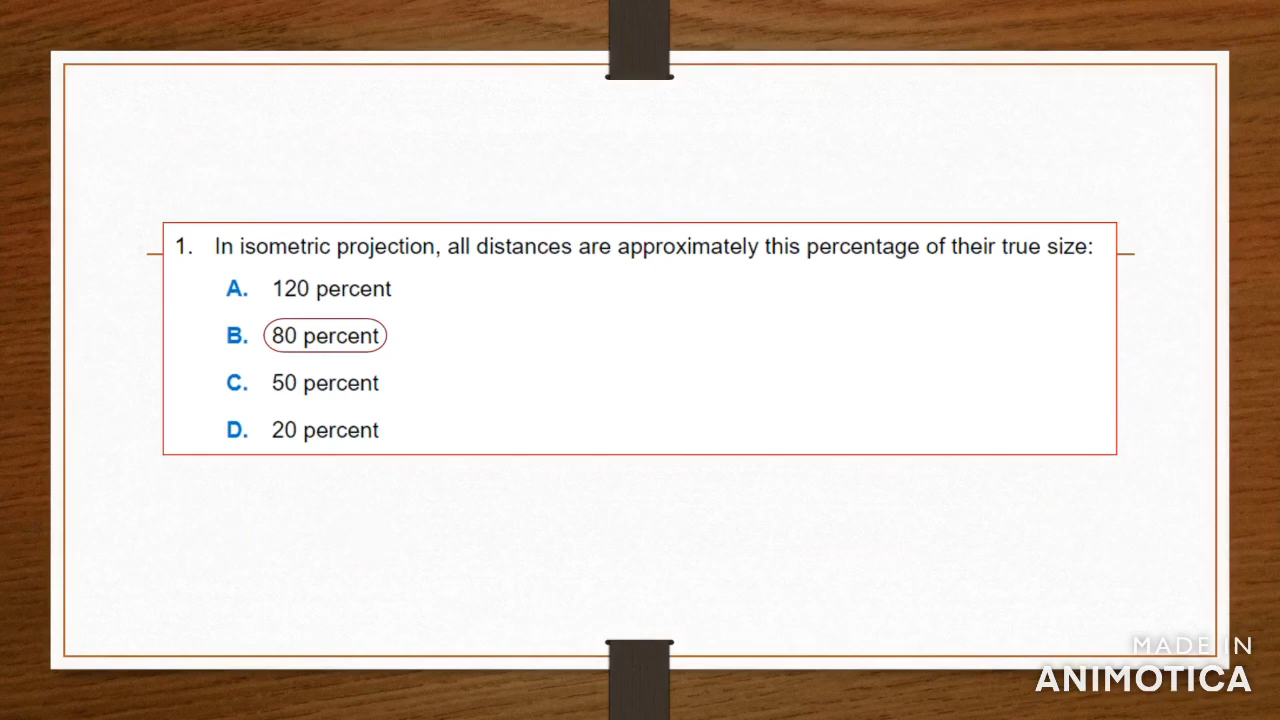 1. In isometric projection, all distances are approximately this percentage of their true size:
A. 120 percent
B. 80 percent
C. 50 percent
D. 20 percent
MADE IN
ANIMOTICA